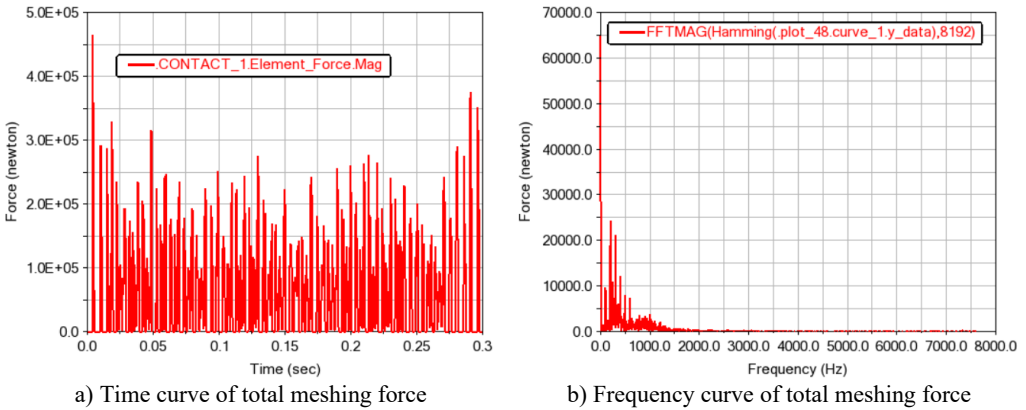 5.0E+05
4.0E+05
3.0E+05
2.0E+05
1.0E+05
0.0
Force (newton)
.CONTACT_1.Element_Force.Mag
0.0 0.05 0.1 0.15 0.2 0.25 0.3
Time (sec)
a) Time curve of total meshing force
70000.0
60000.0
50000.0
40000.0
30000.0
20000.0
10000.0
0.0
Force (newton)
FFTMAG(Hamming(.plot_48.curve_1.y_data),8192)
0.0 1000.0 2000.0 3000.0 4000.0 5000.0 6000.0 7000.0 8000.0
Frequency (Hz)
b) Frequency curve of total meshing force